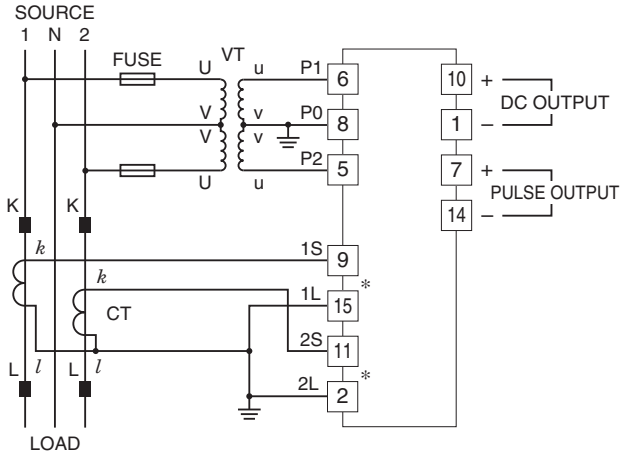 SOURCE
1 N 2
FUSE
VT
U u P1 6
V v P0 8
V v
U u P2 5
10 + DC OUTPUT
1 −
7 + PULSE OUTPUT
14 −
K K
k 1S 9
k 1L 15 *
CT
2S 11
L l L l 2L 2 *
LOAD